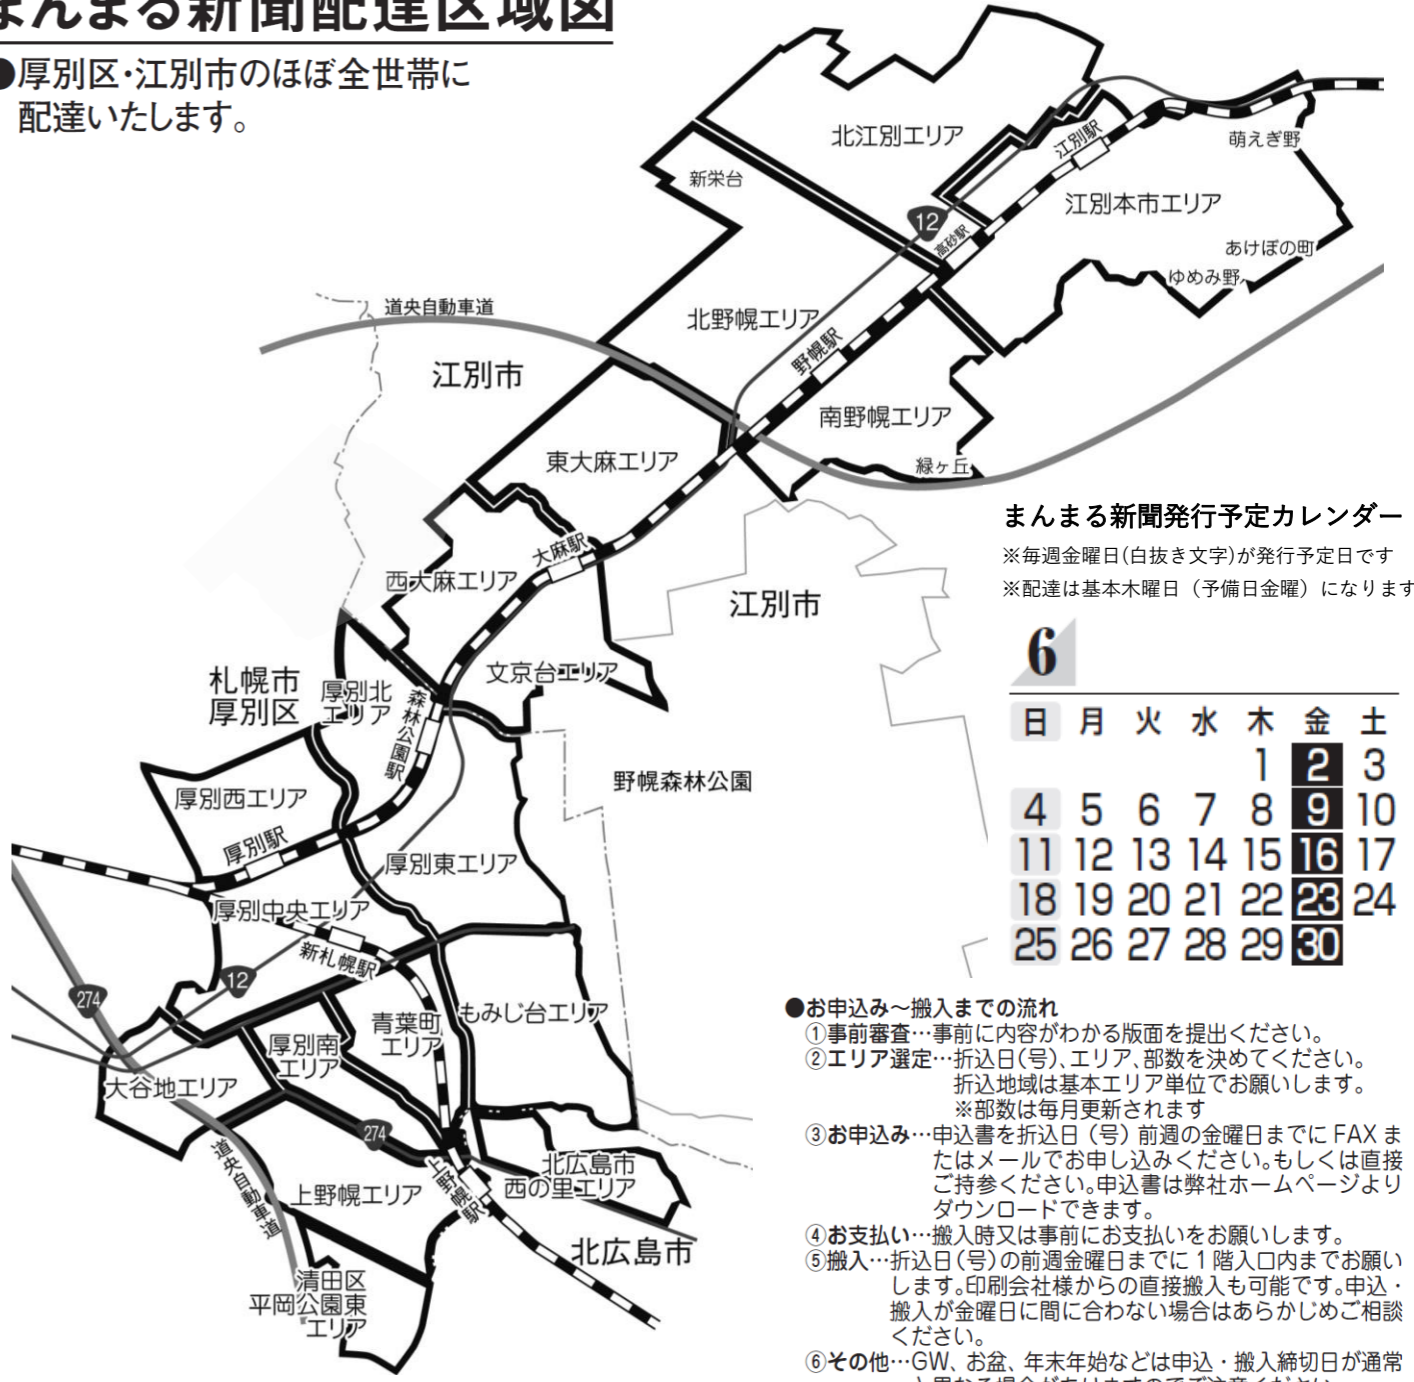 まんまる新聞配達区域図
●厚別区・江別市のほぼ全世帯に
配達いたします。
北江別エリア
江別駅
萌えぎ野
新栄台
江別本市エリア
12
高砂駅
あけぼの町
ゆめみ野
道央自動車道
北野幌エリア
野幌駅
江別市
南野幌エリア
東大麻エリア
緑ヶ丘
大麻駅
西大麻エリア
江別市
文京台エリア
札幌市
厚別区
厚別北
エリア
森林公園駅
野幌森林公園
厚別西エリア
厚別駅
厚別東エリア
厚別中央エリア
新札幌駅
12
274
青葉町
エリア
もみじ台エリア
厚別南
エリア
大谷地エリア
274
道央自動車道
上野幌エリア
上野幌駅
北広島市
西の里エリア
北広島市
清田区
平岡公園東
エリア
まんまる新聞発行予定カレンダー
※毎週金曜日(白抜き文字)が発行予定日です
※配達は基本木曜日（予備日金曜）になります
6
日 月 火 水 木 金 土
1 2 3
4 5 6 7 8 9 10
11 12 13 14 15 16 17
18 19 20 21 22 23 24
25 26 27 28 29 30
●お申込み～搬入までの流れ
①事前審査…事前に内容がわかる版面を提出ください。
②エリア選定…折込日(号)、エリア、部数を決めてください。
折込地域は基本エリア単位でお願いします。
※部数は毎月更新されます
③お申込み…申込書を折込日（号）前週の金曜日までに FAX ま
たはメールでお申し込みください。もしくは直接
ご持参ください。申込書は弊社ホームページより
ダウンロードできます。
④お支払い…搬入時又は事前にお支払いをお願いします。
⑤搬入…折込日(号)の前週金曜日までに1階入口内までお願い
します。印刷会社様からの直接搬入も可能です。申込・
搬入が金曜日に間に合わない場合はあらかじめご相談
ください。
⑥その他…GW、お盆、年末年始などは申込・搬入締切日が通常
と異なる場合がありますのでご注意ください。